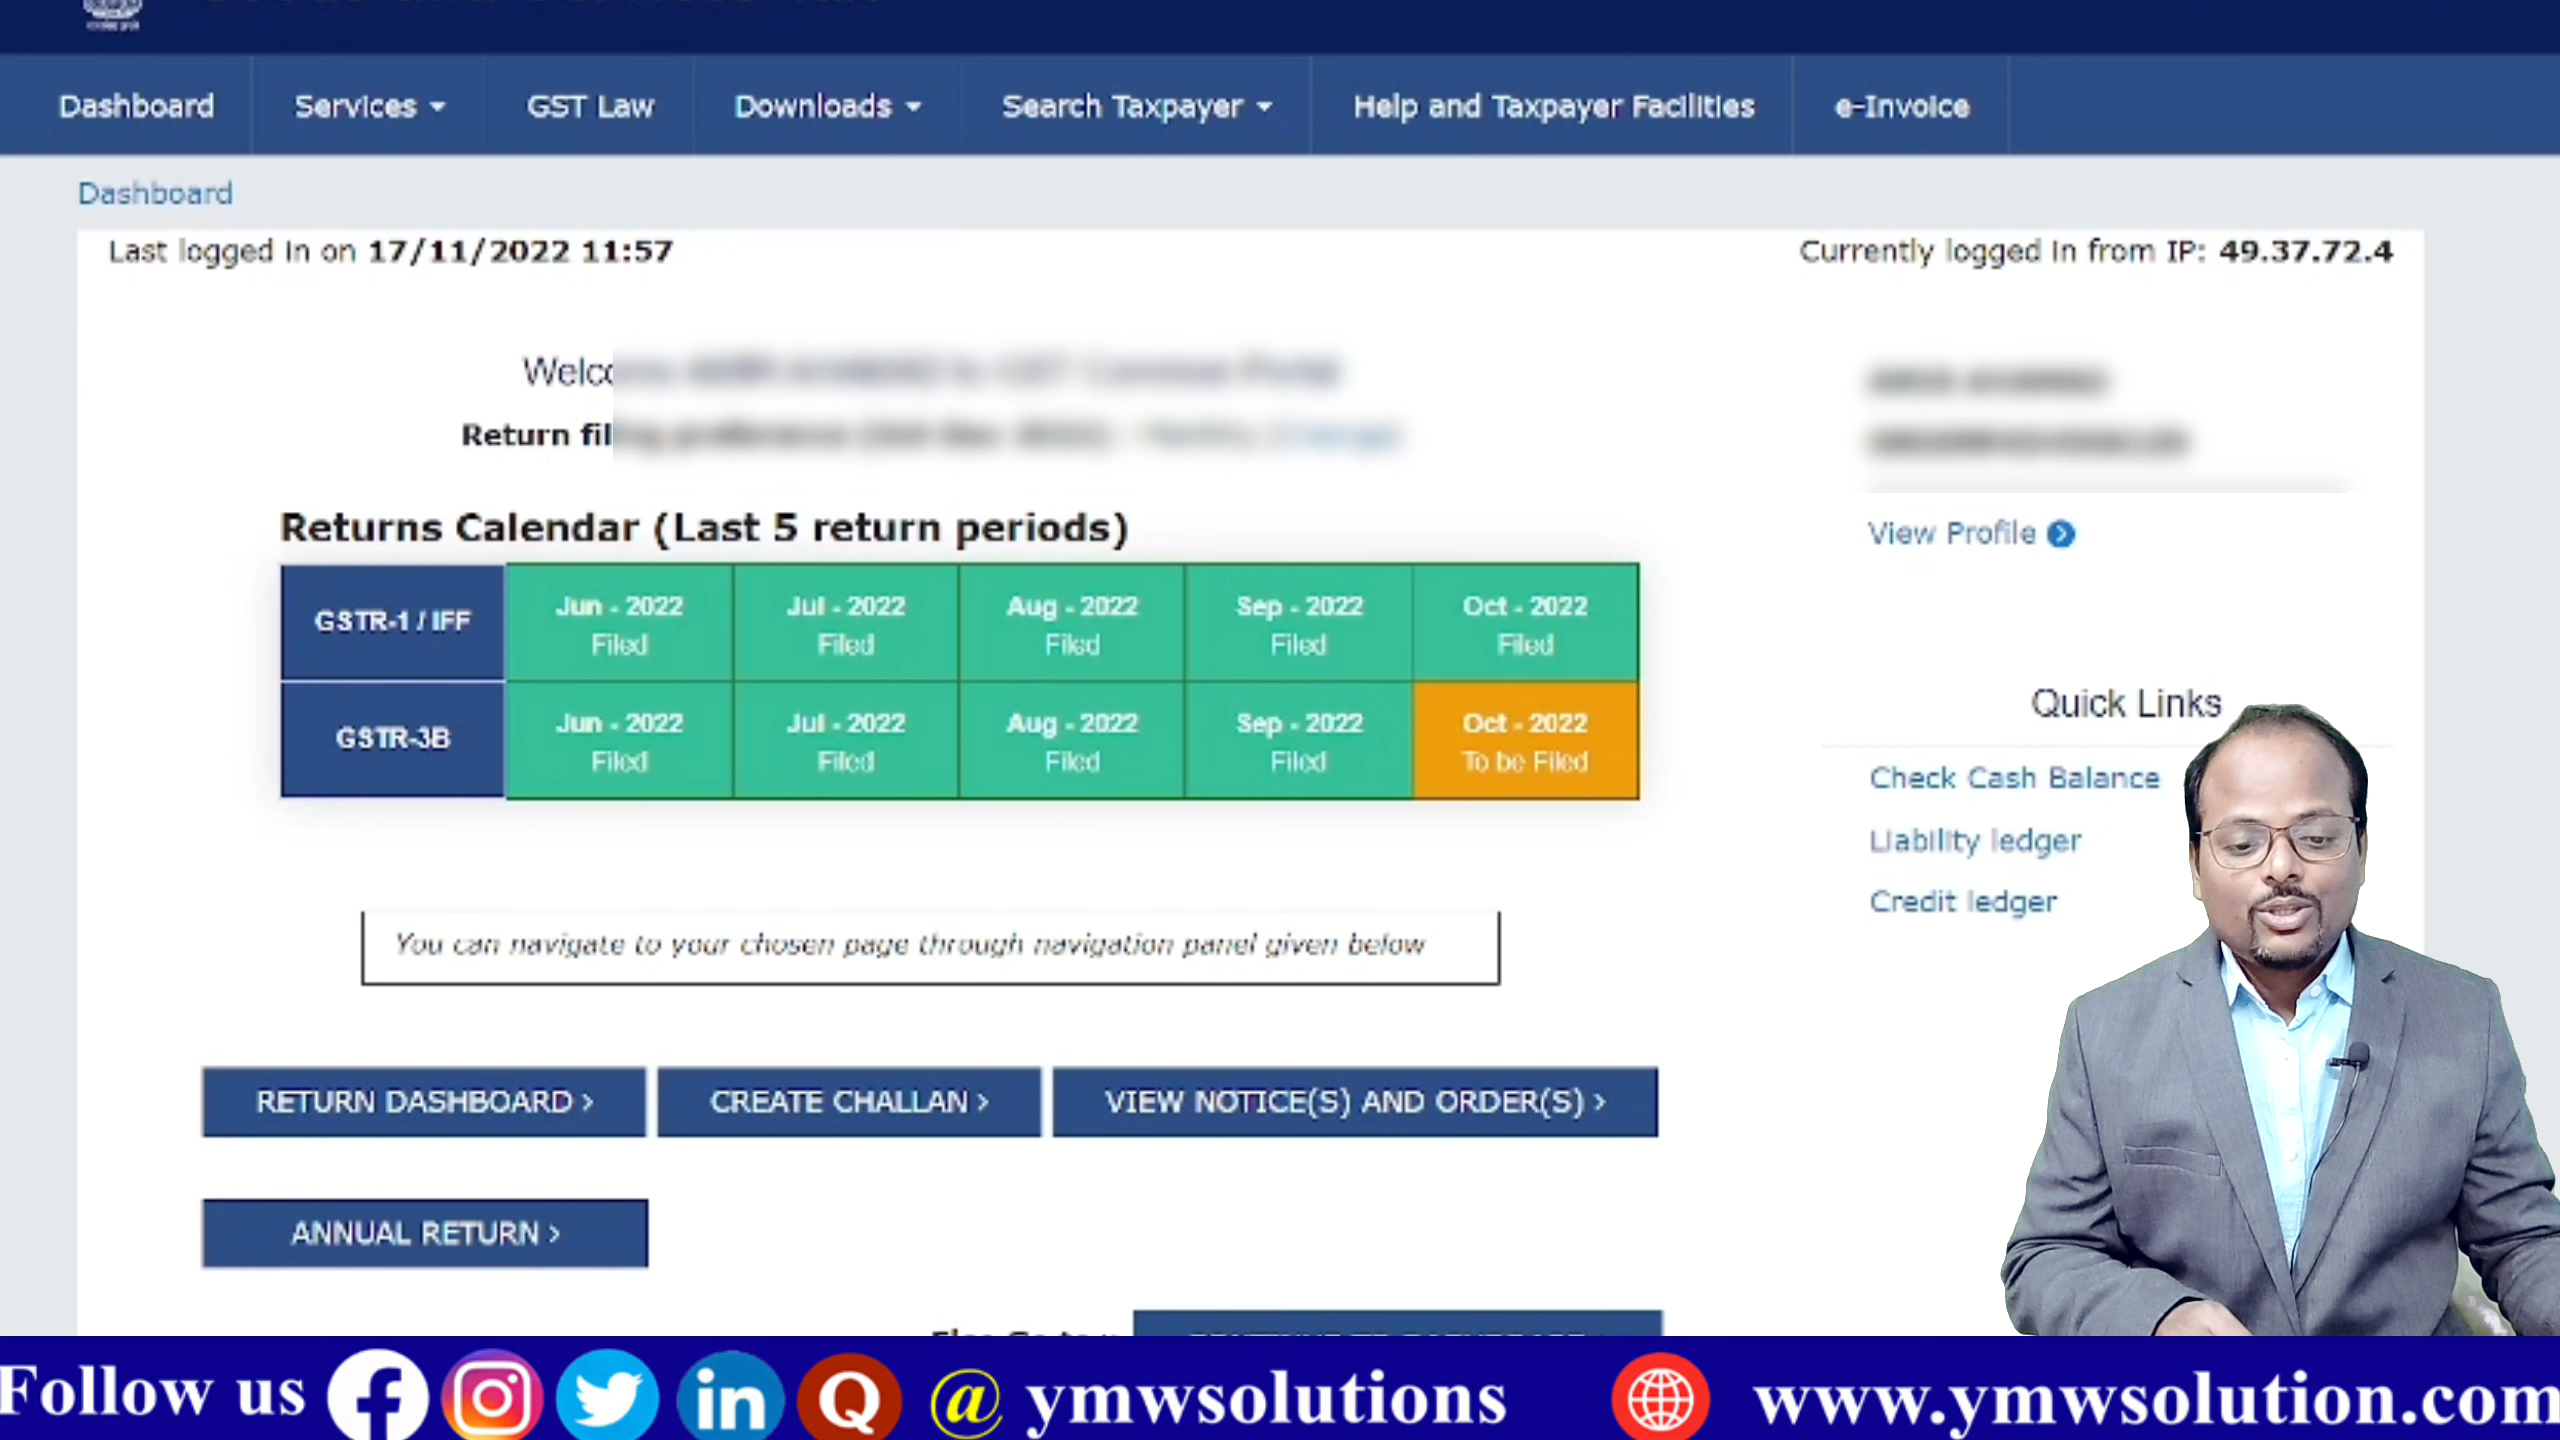 Dashboard Services GST Law Downloads Search Taxpayer Help and Taxpayer Facilities e-Invoice
Dashboard
Last logged in on 17/11/2022 11:57
Currently logged in from IP: 49.37.72.4
Return
Returns Calendar (Last 5 return periods)
GSTR-1 / IFF Jun - 2022 Filed Jul - 2022 Filed Aug - 2022 Filed Sep - 2022 Filed Oct - 2022 Filed
GSTR-3B Jun - 2022 Filed Jul - 2022 Filed Aug - 2022 Filed Sep - 2022 Filed Oct - 2022 To be Filed
You can navigate to your chosen page through navigation panel given below
RETURN DASHBOARD > CREATE CHALLAN > VIEW NOTICE(S) AND ORDER(S) >
ANNUAL RETURN >
View Profile
Quick Links
Check Cash Balance
Liability ledger
Credit ledger
Follow us @ ymwsolutions www.ymwsolution.com